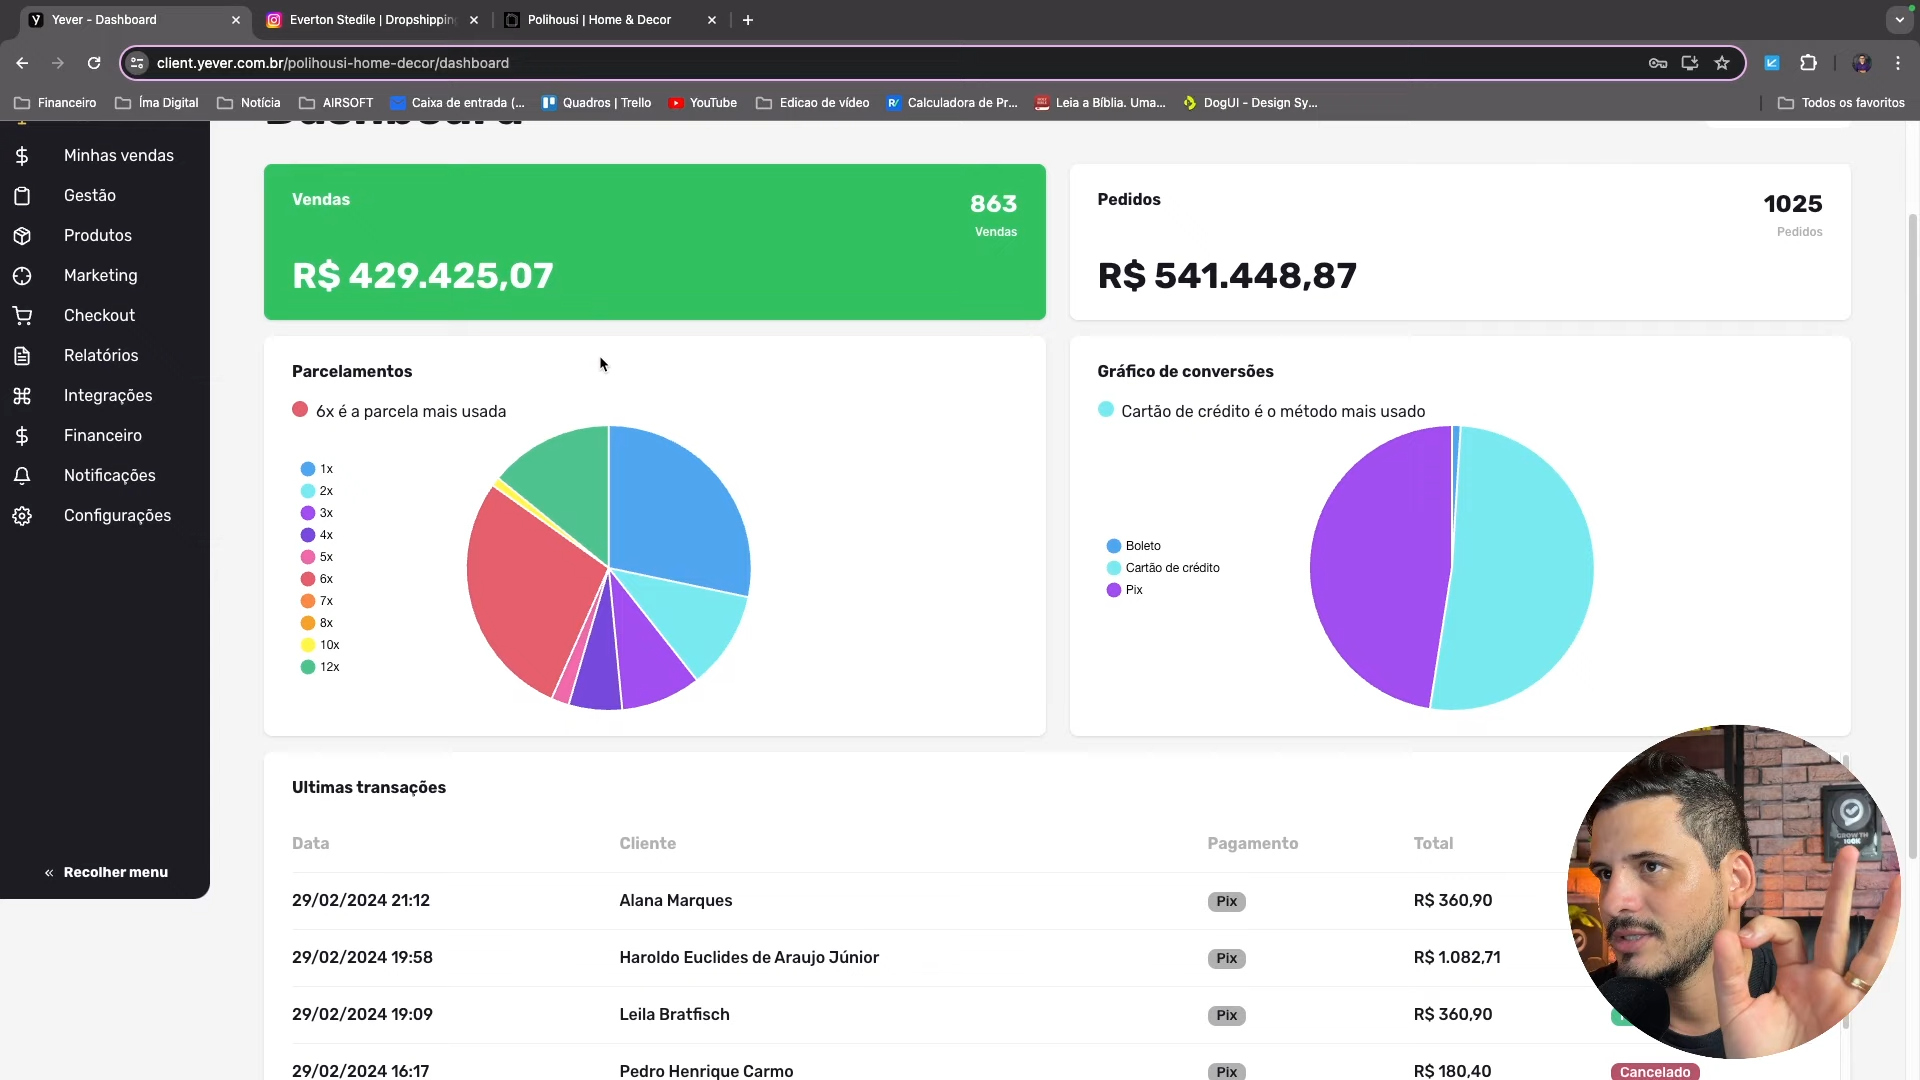 Yever - Dashboard
Everton Stedile | Dropshipping
Polihousi | Home & Decor
client.yever.com.br/polihousi-home-decor/dashboard
Financeiro
Íma Digital
Notícia
AIRSOFT
Caixa de entrada (...
Quadros | Trello
YouTube
Edicao de vídeo
Calculadora de Pr...
Leia a Bíblia. Uma...
DogUI - Design Sy...
Todos os favoritos
Dashboard
Minhas vendas
Gestão
Produtos
Marketing
Checkout
Relatórios
Integrações
Financeiro
Notificações
Configurações
« Recolher menu
Vendas
863
Vendas
R$ 429.425,07
Pedidos
1025
Pedidos
R$ 541.448,87
Parcelamentos
6x é a parcela mais usada
1x
2x
3x
4x
5x
6x
7x
8x
10x
12x
Gráfico de conversões
Cartão de crédito é o método mais usado
Boleto
Cartão de crédito
Pix
Ultimas transações
Data Cliente Pagamento Total
29/02/2024 21:12 Alana Marques Pix R$ 360,90
29/02/2024 19:58 Haroldo Euclides de Araujo Júnior Pix R$ 1.082,71
29/02/2024 19:09 Leila Bratfisch Pix R$ 360,90
29/02/2024 16:17 Pedro Henrique Carmo Pix R$ 180,40 Cancelado
GROWTH
100K